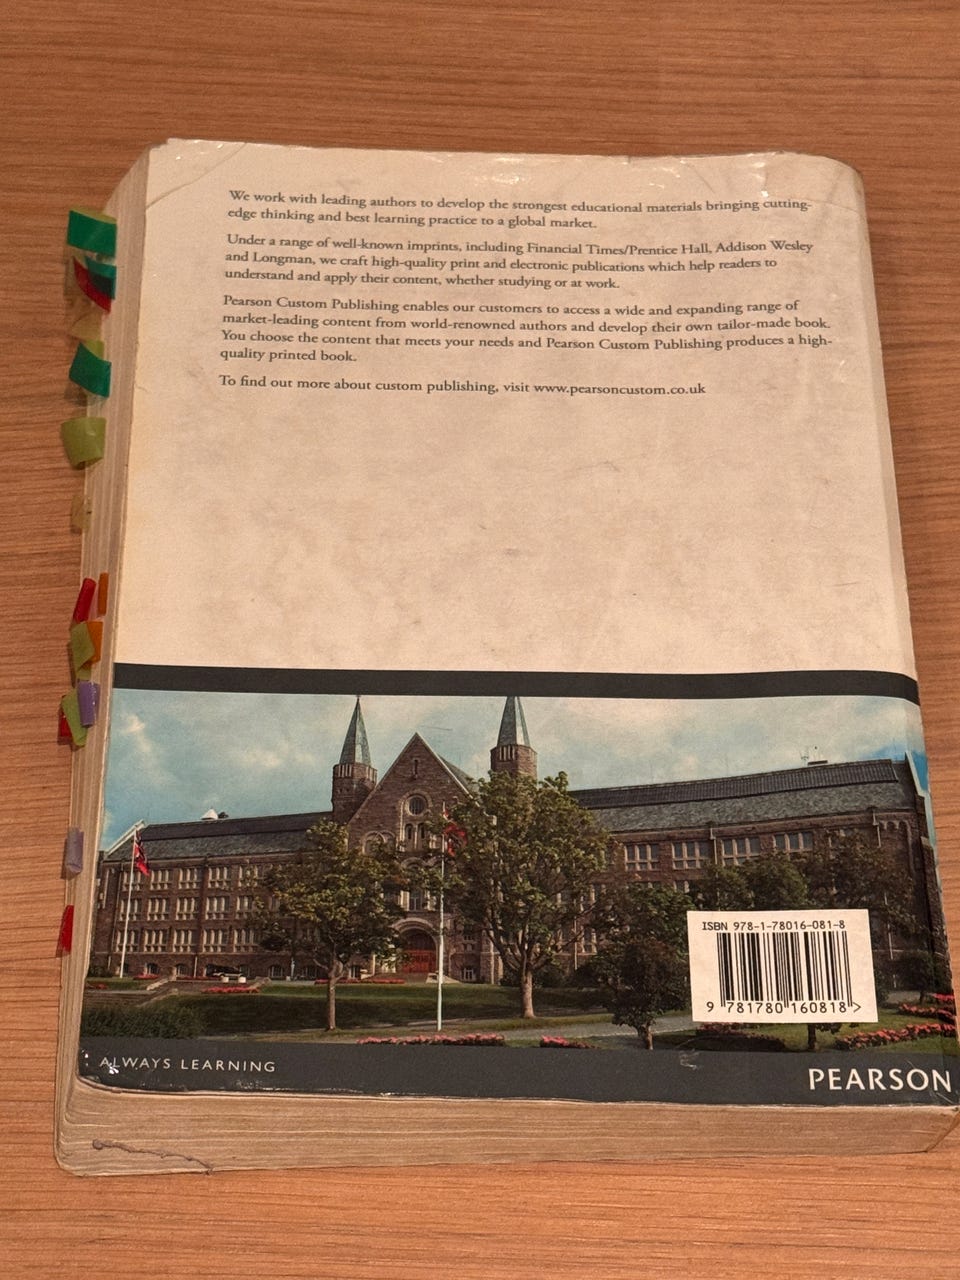 We work with leading authors to develop the strongest educational materials bringing cutting-
edge thinking and best learning practice to a global market.
Under a range of well-known imprints, including Financial Times/Prentice Hall, Addison Wesley
and Longman, we craft high-quality print and electronic publications which help readers to
understand and apply their content, whether studying or at work.
Pearson Custom Publishing enables our customers to access a wide and expanding range of
market-leading content from world-renowned authors and develop their own tailor-made book.
You choose the content that meets your needs and Pearson Custom Publishing produces a high-
quality printed book.
To find out more about custom publishing, visit www.pearsoncustom.co.uk
ISBN 978-1-78016-081-8
9 781780 160818 >
ALWAYS LEARNING
PEARSON